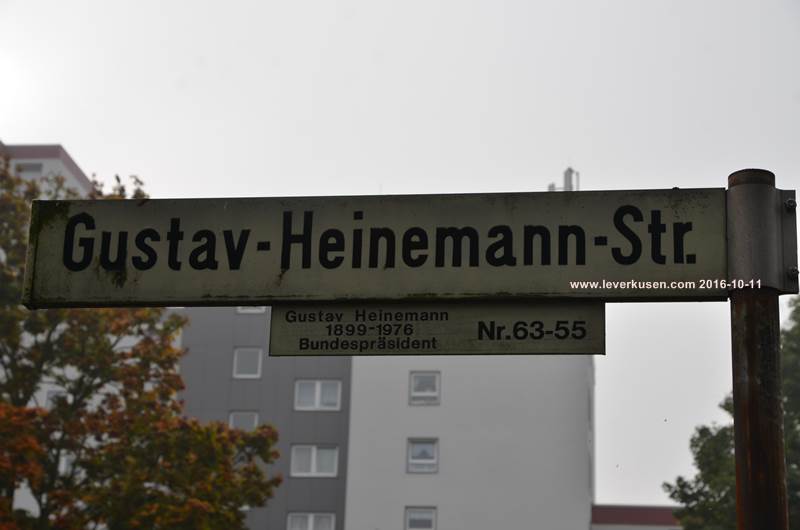 Gustav-Heinemann-Str.
www.leverkusen.com 2016-10-11
Gustav Heinemann
1899-1976
Bundespräsident
Nr.63-55